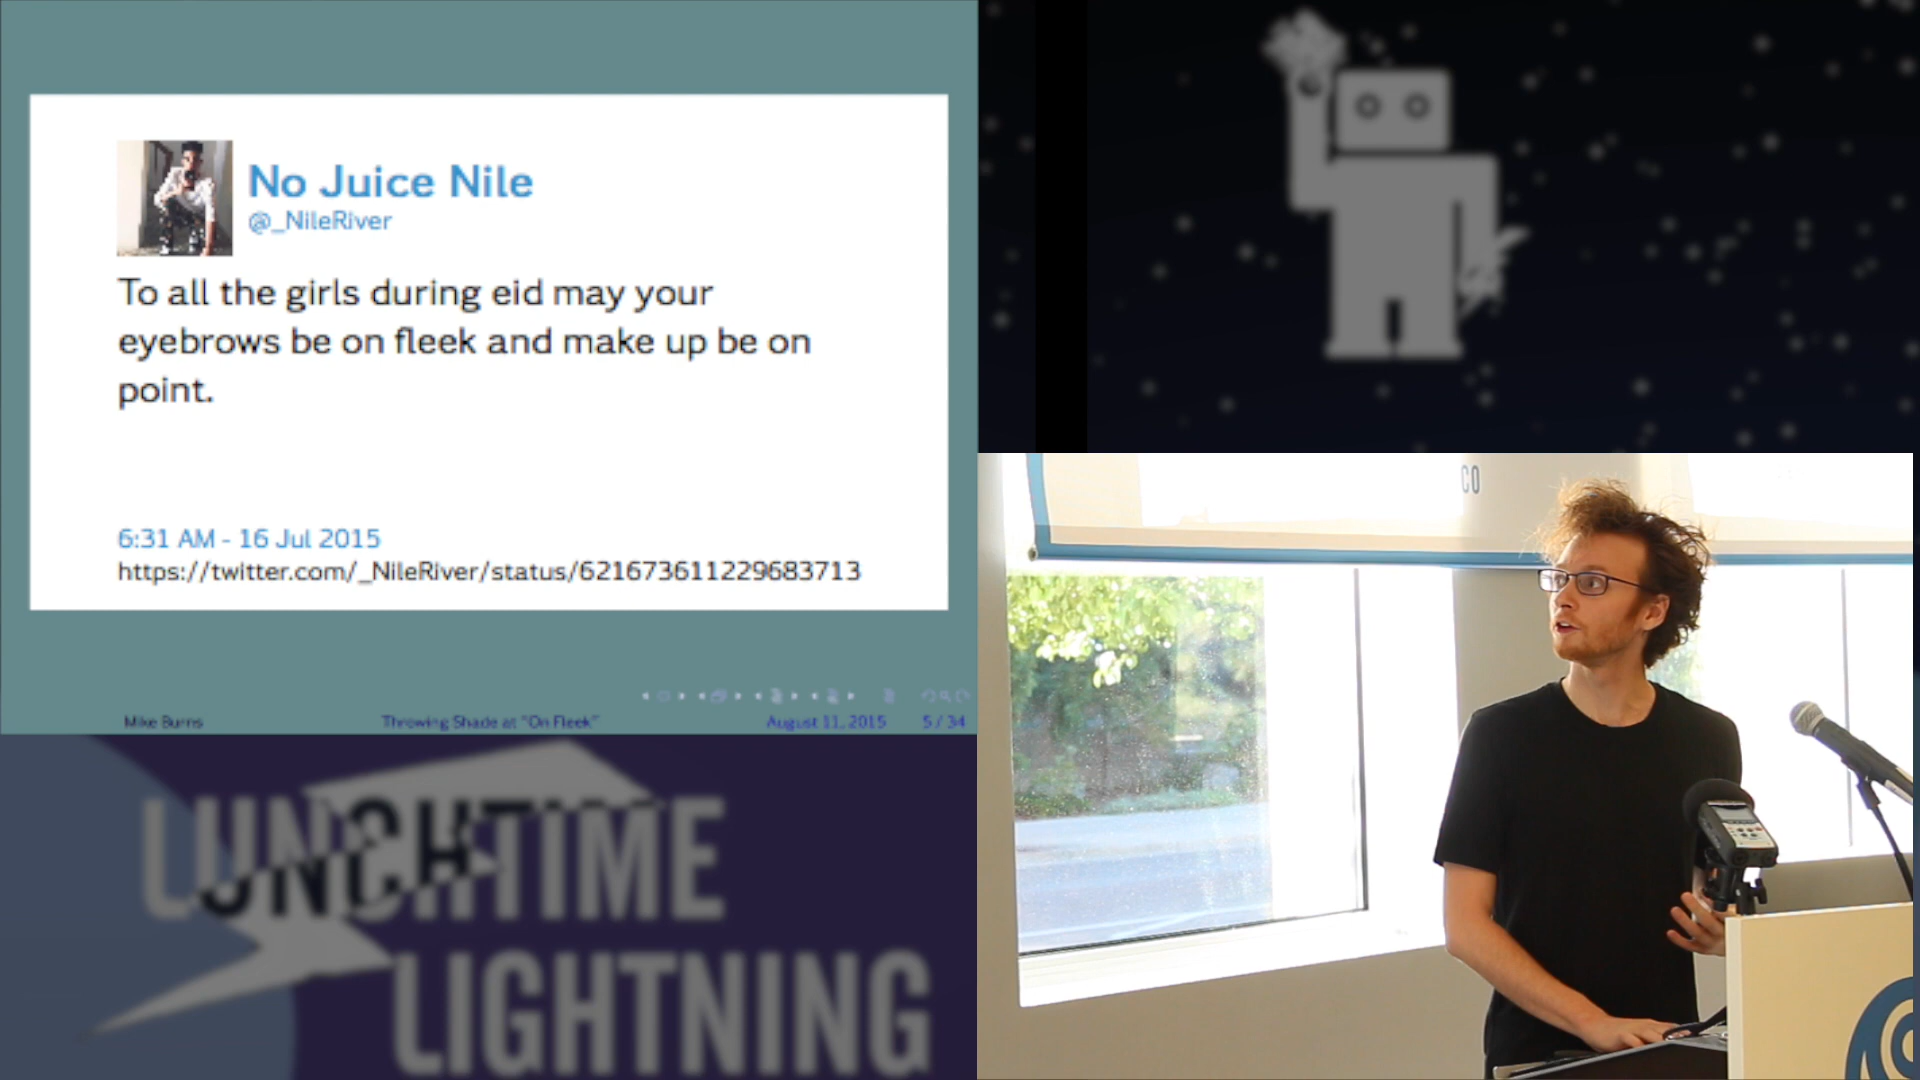 No Juice Nile
@_NileRiver
To all the girls during eid may your
eyebrows be on fleek and make up be on
point.
6:31 AM - 16 Jul 2015
https://twitter.com/_NileRiver/status/621673611229683713
Mike Burns Throwing Shade at "On Fleek" August 11, 2015 5 / 34
LUNCHTIME
LIGHTNING
CO